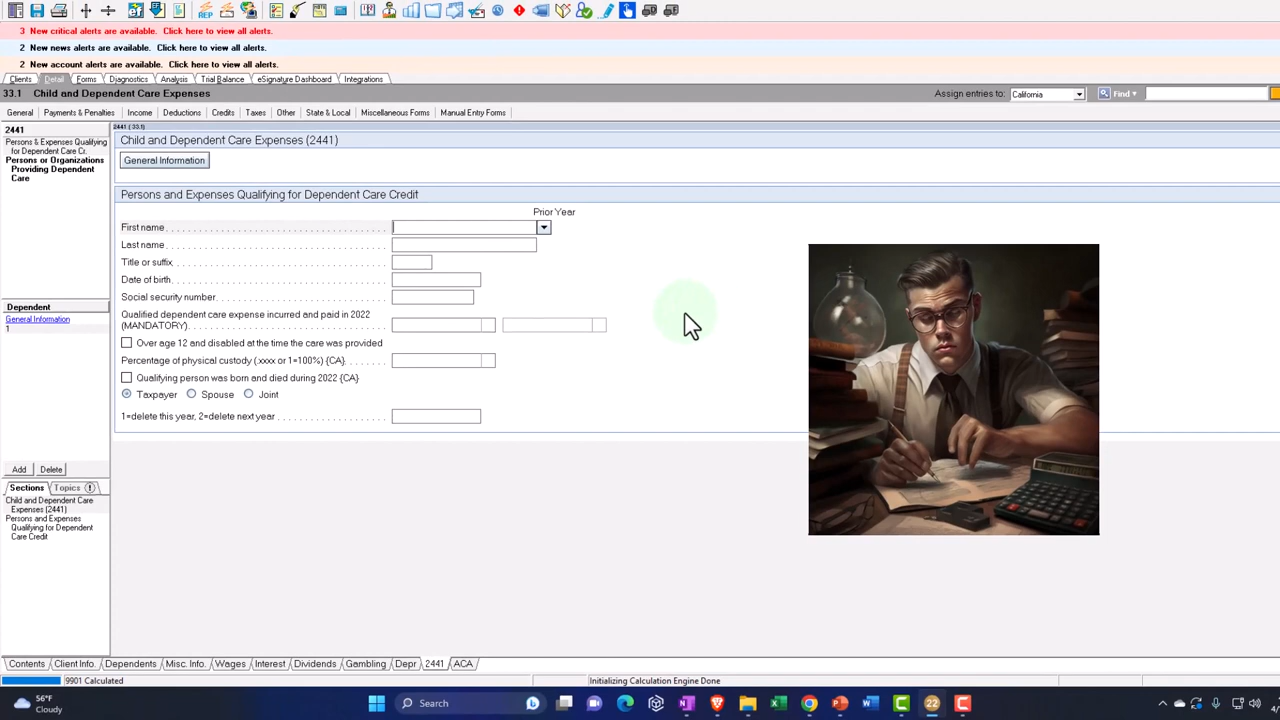 REP
3 New critical alerts are available. Click here to view all alerts.
2 New news alerts are available. Click here to view all alerts.
2 New account alerts are available. Click here to view all alerts.
Clients Detail Forms Diagnostics Analysis Trial Balance eSignature Dashboard Integrations
33.1 Child and Dependent Care Expenses Assign entries to: California Find
General Payments & Penalties Income Deductions Credits Taxes Other State & Local Miscellaneous Forms Manual Entry Forms
2441
Persons & Expenses Qualifying
for Dependent Care Cr.
Persons or Organizations
Providing Dependent
Care
Dependent
General Information
1
Add Delete
Sections Topics
Child and Dependent Care
Expenses (2441)
Persons and Expenses
Qualifying for Dependent
Care Credit
2441 (33.1)
Child and Dependent Care Expenses (2441)
General Information
Persons and Expenses Qualifying for Dependent Care Credit
Prior Year
First name
Last name
Title or suffix
Date of birth
Social security number
Qualified dependent care expense incurred and paid in 2022
(MANDATORY)
Over age 12 and disabled at the time the care was provided
Percentage of physical custody (.xxxx or 1=100%) {CA}
Qualifying person was born and died during 2022 {CA}
Taxpayer Spouse Joint
1=delete this year, 2=delete next year
Contents Client Info. Dependents Misc. Info. Wages Interest Dividends Gambling Depr 2441 ACA
9901 Calculated Initializing Calculation Engine Done
56°F
Cloudy
Search
22
4/